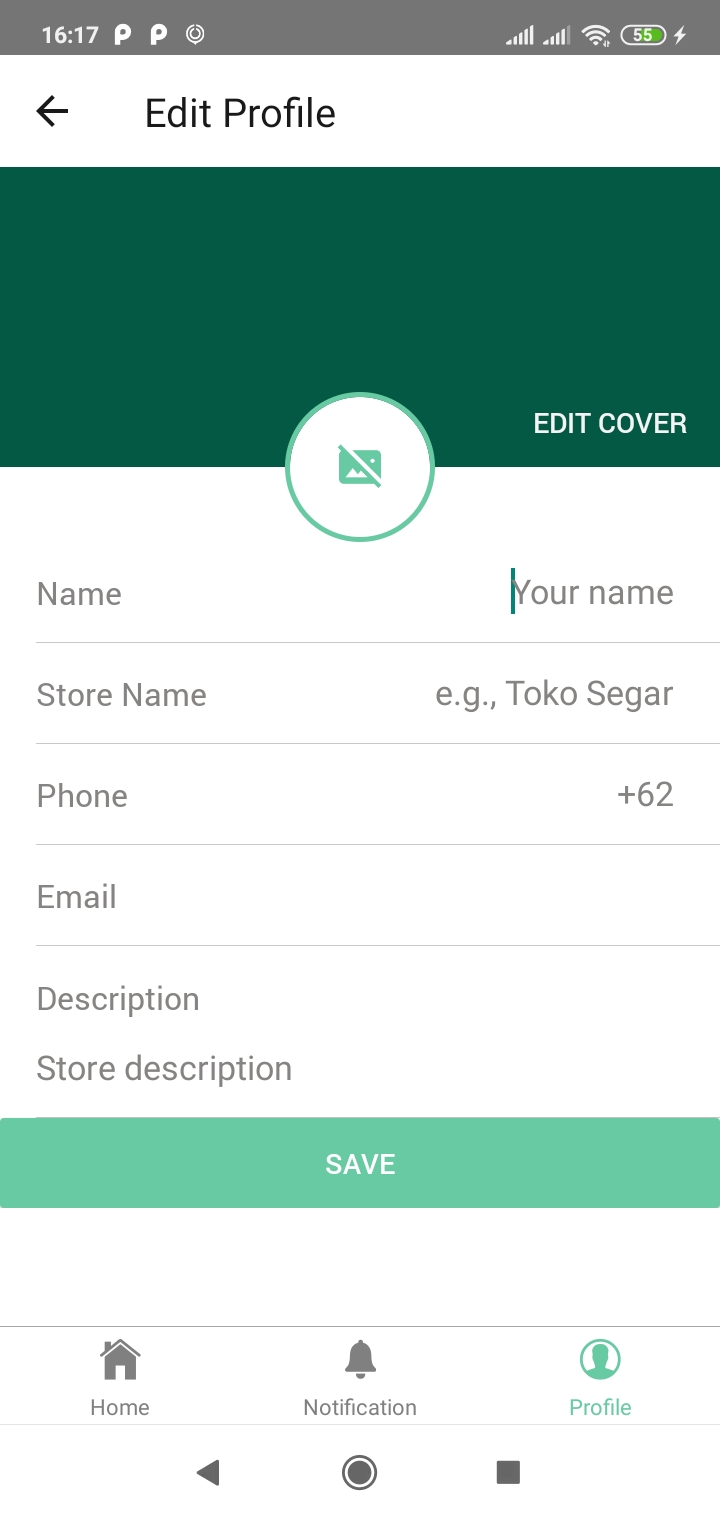 16:17 55
Edit Profile
EDIT COVER
Name Your name
Store Name e.g., Toko Segar
Phone +62
Email
Description
Store description
SAVE
Home Notification Profile